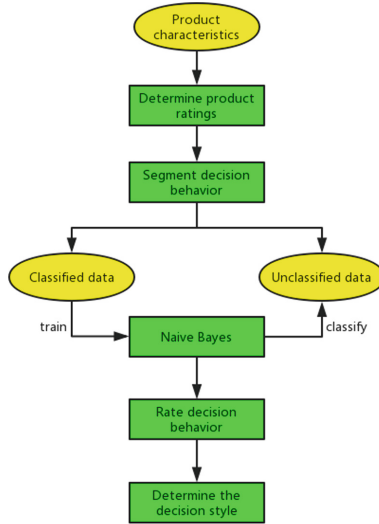 Product
characteristics
Determine product
ratings
Segment decision
behavior
Classified data
Unclassified data
train
classify
Naive Bayes
Rate decision
behavior
Determine the
decision style